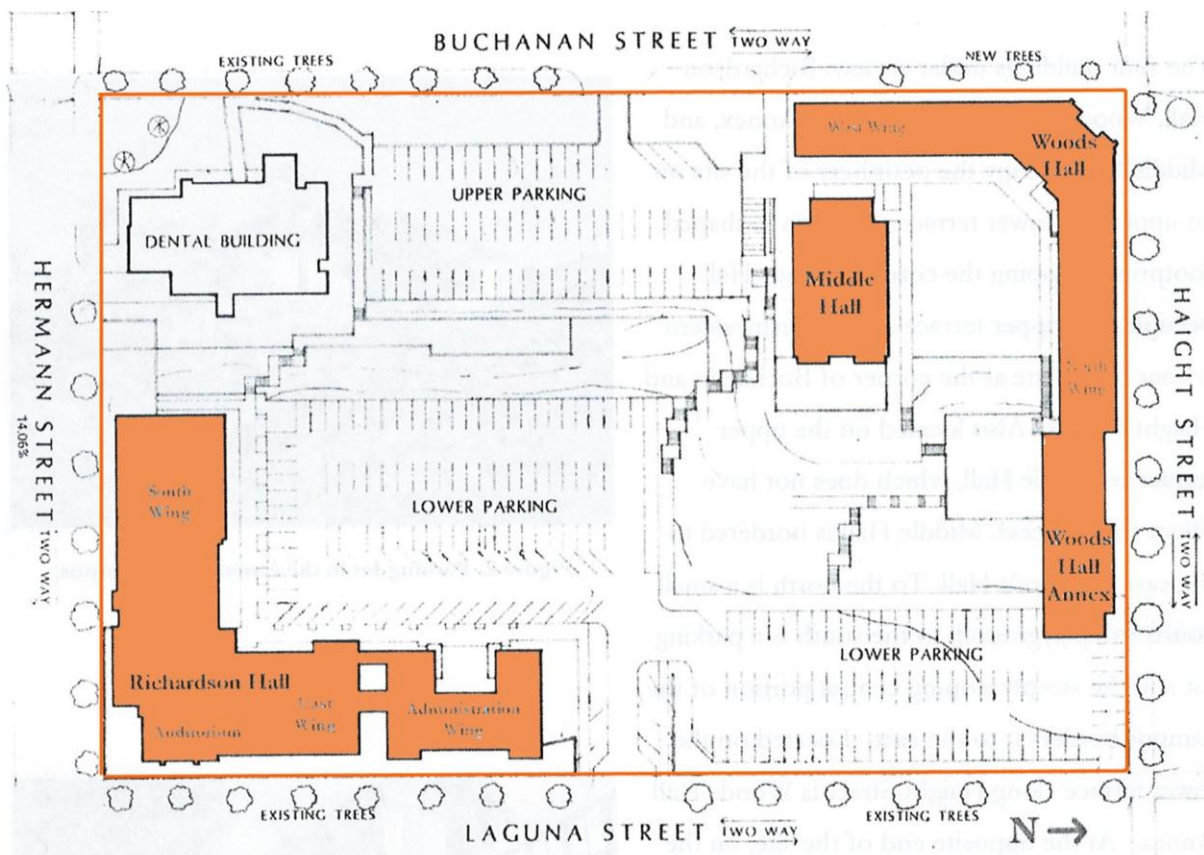 BUCHANAN STREET TWO WAY
EXISTING TREES
NEW TREES
West Wing
Woods
Hall
UPPER PARKING
DENTAL BUILDING
Middle
Hall
HERMANN STREET TWO WAY
14.06%
HAIGHT STREET
TWO WAY
North
Wing
South
Wing
LOWER PARKING
Woods
Hall
Annex
LOWER PARKING
Richardson Hall
East
Wing
Administration
Wing
Auditorium
EXISTING TREES
EXISTING TREES
LAGUNA STREET TWO WAY
N